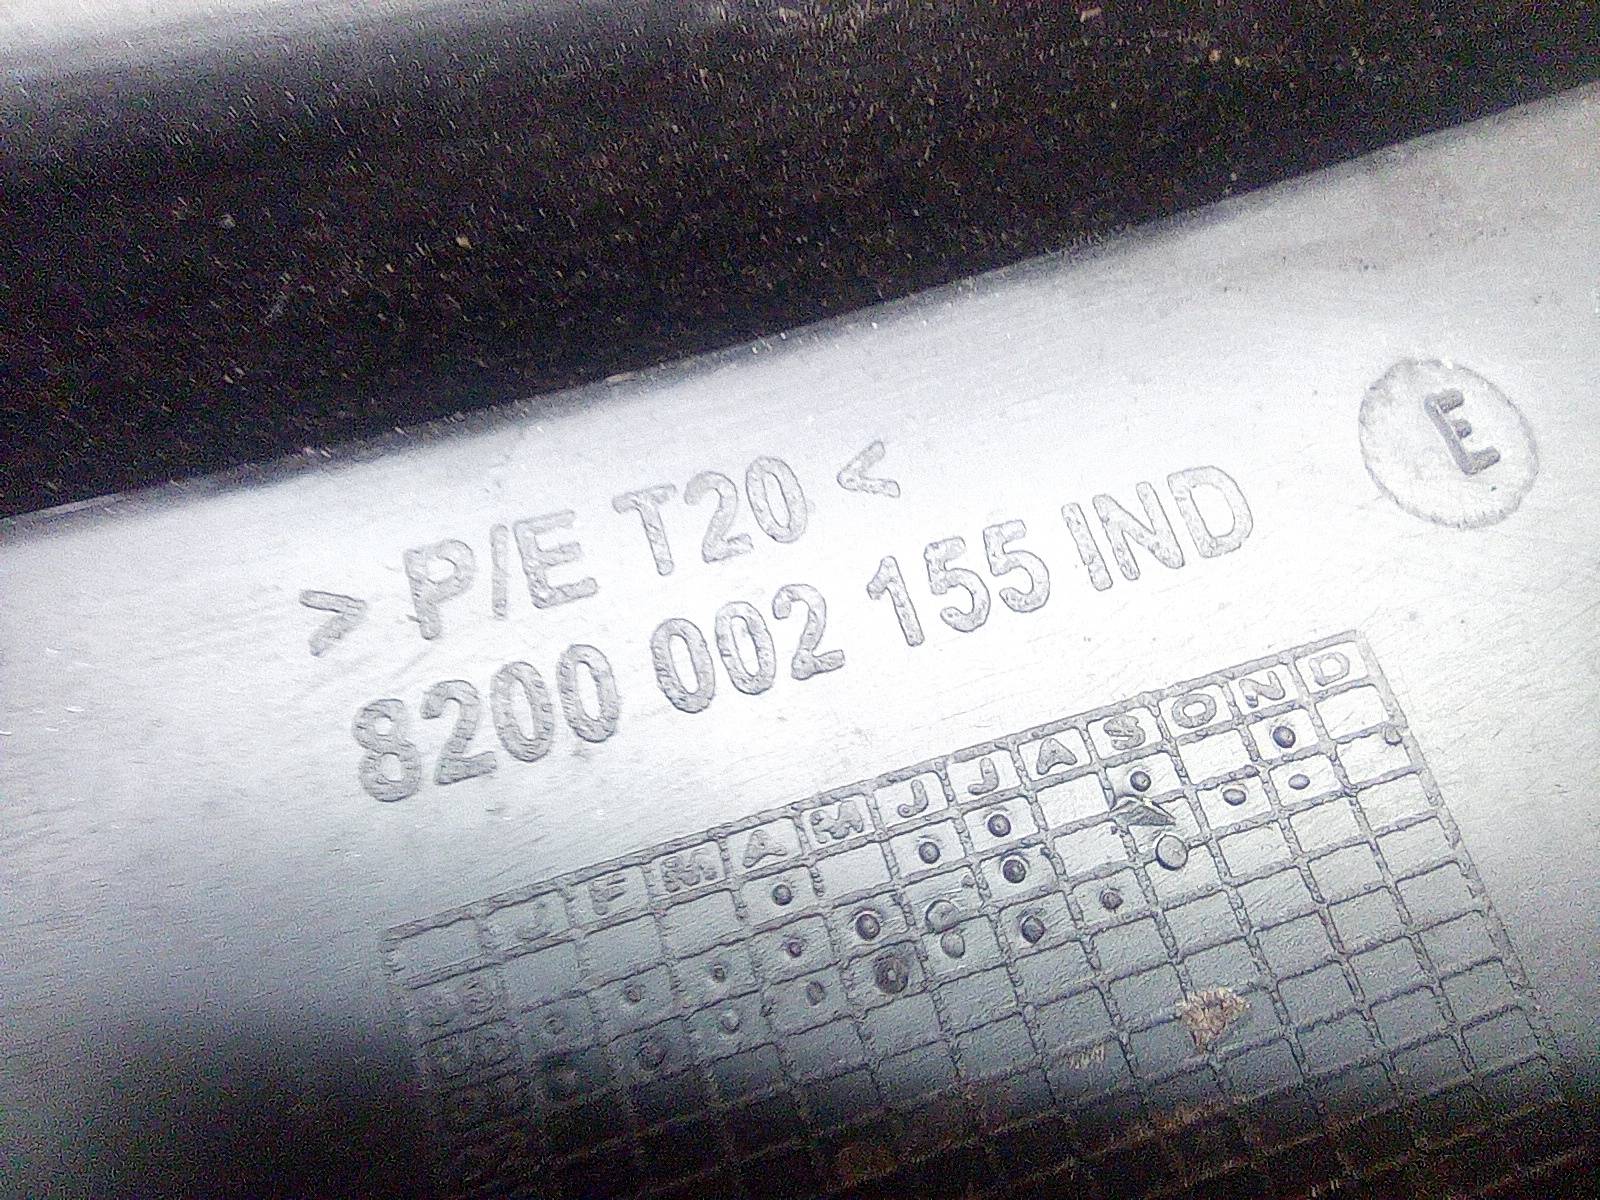 > P/E T20 <
8200 002 155 IND
E
J F M A M J J A S O N D